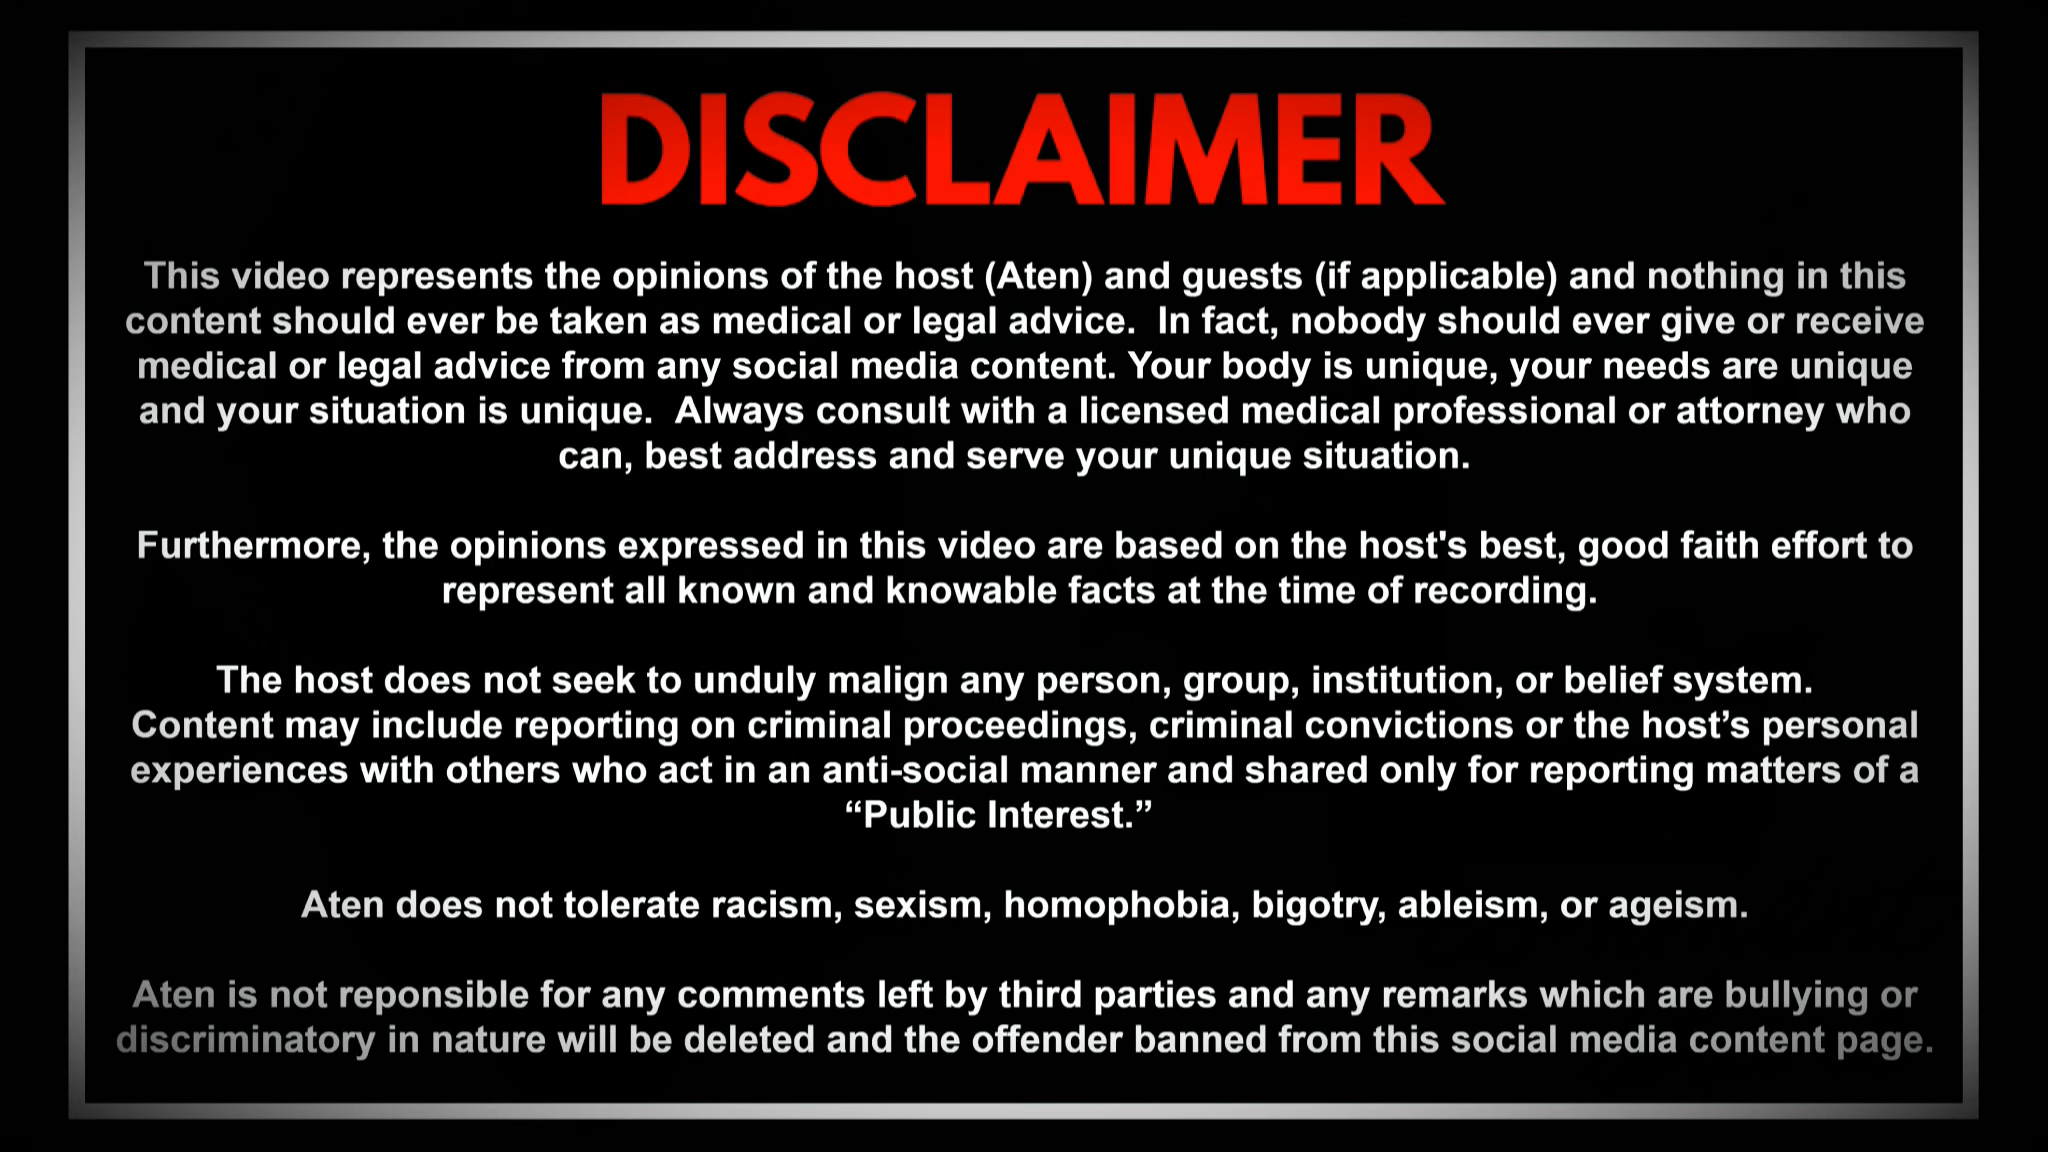 DISCLAIMER
This video represents the opinions of the host (Aten) and guests (if applicable) and nothing in this
content should ever be taken as medical or legal advice.  In fact, nobody should ever give or receive
medical or legal advice from any social media content. Your body is unique, your needs are unique
and your situation is unique.  Always consult with a licensed medical professional or attorney who
can, best address and serve your unique situation.
Furthermore, the opinions expressed in this video are based on the host's best, good faith effort to
represent all known and knowable facts at the time of recording.
The host does not seek to unduly malign any person, group, institution, or belief system.
Content may include reporting on criminal proceedings, criminal convictions or the host’s personal
experiences with others who act in an anti-social manner and shared only for reporting matters of a
“Public Interest.”
Aten does not tolerate racism, sexism, homophobia, bigotry, ableism, or ageism.
Aten is not reponsible for any comments left by third parties and any remarks which are bullying or
discriminatory in nature will be deleted and the offender banned from this social media content page.